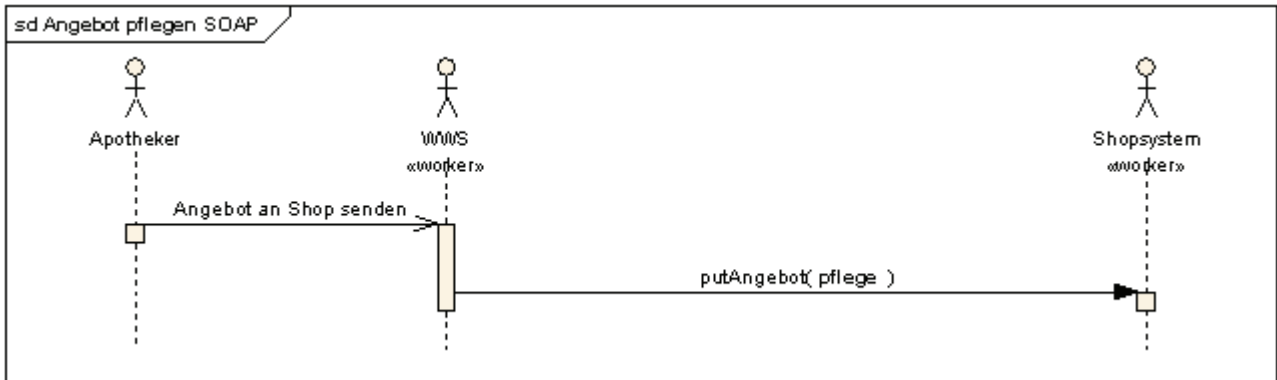 sd Angebot pflegen SOAP
Apotheker
WWS
«worker»
Shopsystem
«worker»
Angebot an Shop senden
putAngebot( pflege )